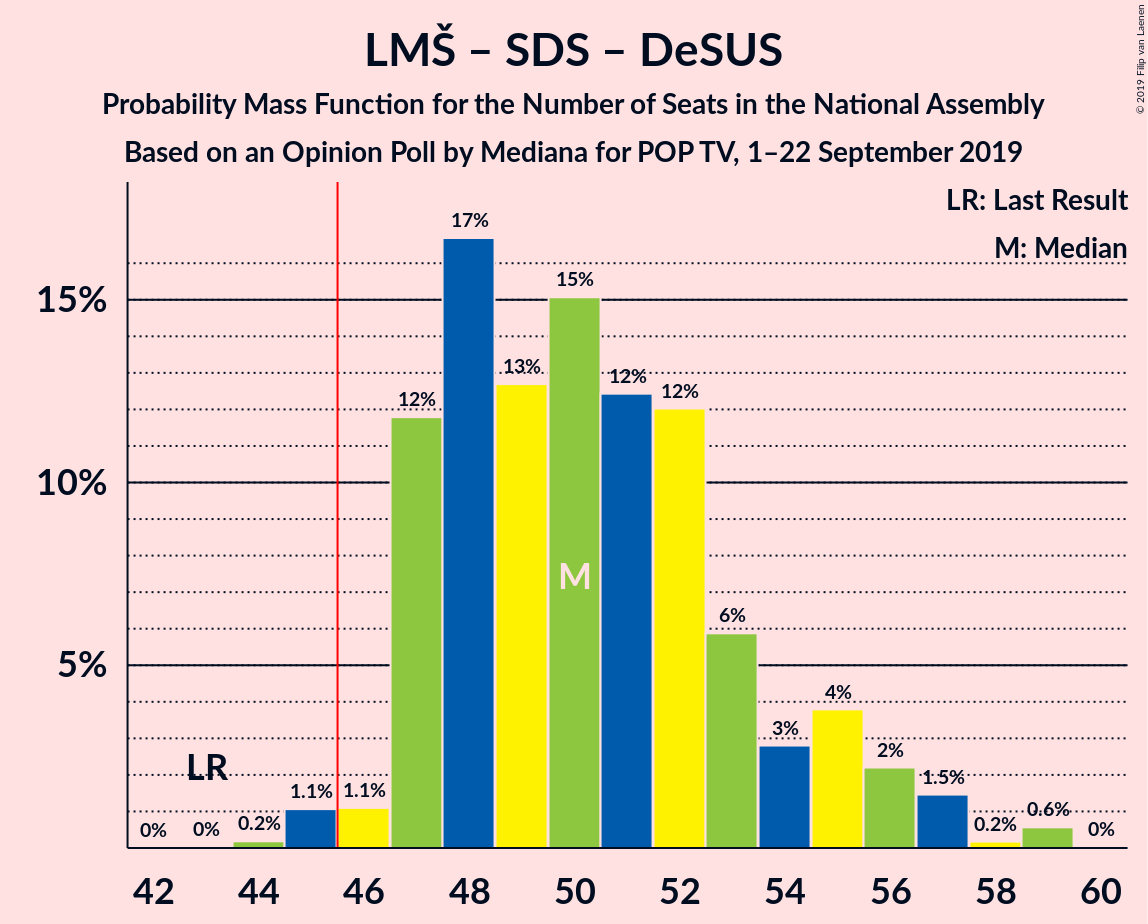 LMŠ – SDS – DeSUS
Probability Mass Function for the Number of Seats in the National Assembly
Based on an Opinion Poll by Mediana for POP TV, 1–22 September 2019
© 2019 Filip van Laenen
LR: Last Result
M: Median
15%
10%
5%
0%
0%
0.2%
1.1%
1.1%
12%
17%
13%
15%
12%
12%
6%
3%
4%
2%
1.5%
0.2%
0.6%
0%
LR
M
42 44 46 48 50 52 54 56 58 60